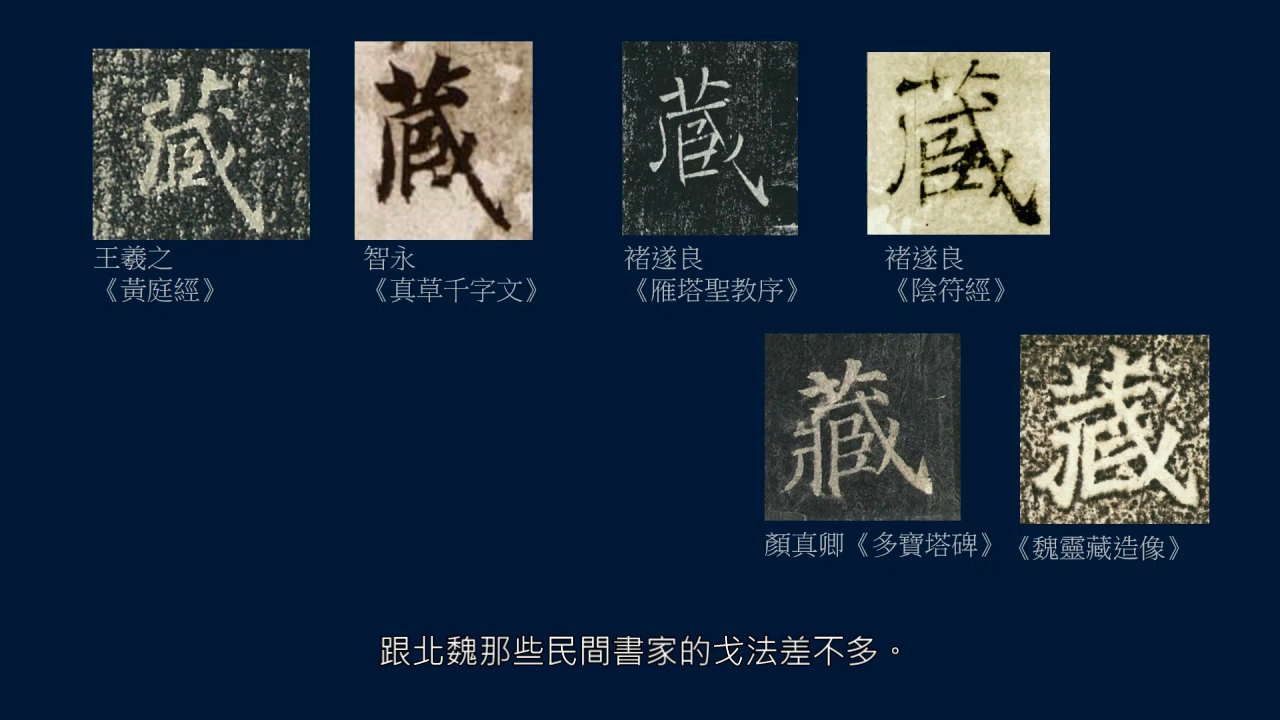 藏 藏 藏 藏
王羲之 智永 褚遂良 褚遂良
《黃庭經》 《真草千字文》 《雁塔聖教序》 《陰符經》
藏 藏
顏真卿《多寶塔碑》 《魏靈藏造像》
跟北魏那些民間書家的戈法差不多。